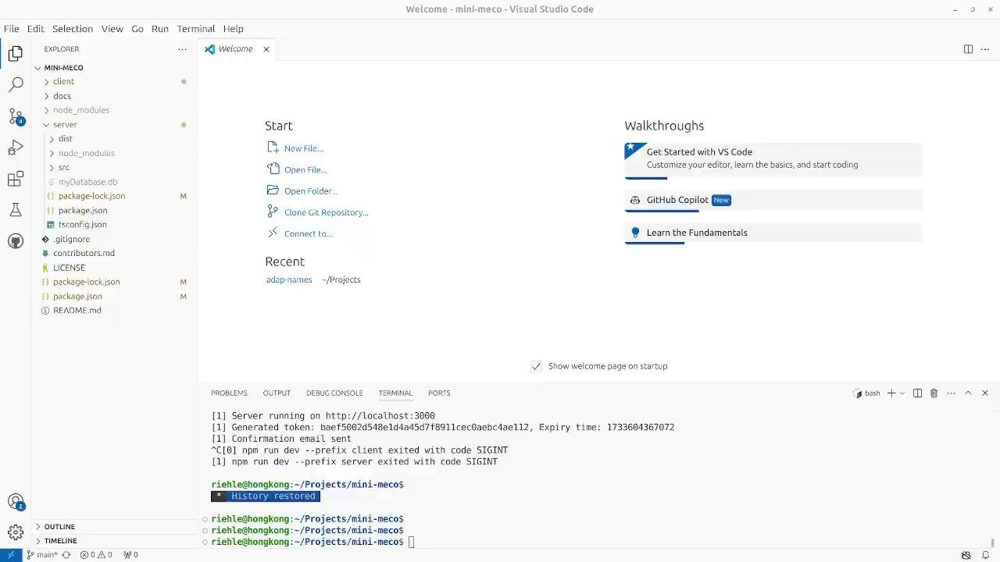 Welcome - mini-meco - Visual Studio Code
File Edit Selection View Go Run Terminal Help
EXPLORER
MINI-MECO
client
docs
node_modules
server
dist
node_modules
src
myDatabase.db
package-lock.json M
package.json
tsconfig.json
.gitignore
contributors.md
LICENSE
package-lock.json M
package.json M
README.md
OUTLINE
TIMELINE
4
2
Welcome
Start
New File...
Open File...
Open Folder...
Clone Git Repository...
Connect to...
Recent
adap-names ~/Projects
Walkthroughs
Get Started with VS Code
Customize your editor, learn the basics, and start coding
GitHub Copilot New
Learn the Fundamentals
Show welcome page on startup
PROBLEMS OUTPUT DEBUG CONSOLE TERMINAL PORTS
bash
[1] Server running on http://localhost:3000
[1] Generated token: baef5002d548e1d4a45d7f8911cec0aebc4ae112, Expiry time: 1733604367072
[1] Confirmation email sent
^C[0] npm run dev --prefix client exited with code SIGINT
[1] npm run dev --prefix server exited with code SIGINT
riehle@hongkong:~/Projects/mini-meco$
* History restored
riehle@hongkong:~/Projects/mini-meco$
riehle@hongkong:~/Projects/mini-meco$
riehle@hongkong:~/Projects/mini-meco$
main* 0 0 0